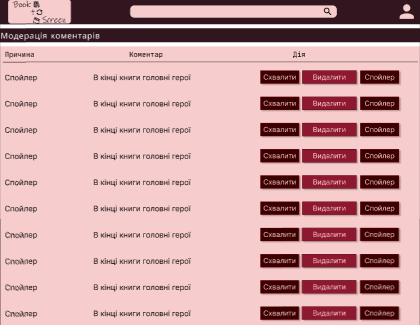 Book
+
Screen
Модерація коментарів
Причина Коментар Дія
Спойлер В кінці книги головні герої Схвалити Видалити Спойлер
Спойлер В кінці книги головні герої Схвалити Видалити Спойлер
Спойлер В кінці книги головні герої Схвалити Видалити Спойлер
Спойлер В кінці книги головні герої Схвалити Видалити Спойлер
Спойлер В кінці книги головні герої Схвалити Видалити Спойлер
Спойлер В кінці книги головні герої Схвалити Видалити Спойлер
Спойлер В кінці книги головні герої Схвалити Видалити Спойлер
Спойлер В кінці книги головні герої Схвалити Видалити Спойлер
Спойлер В кінці книги головні герої Схвалити Видалити Спойлер
Спойлер В кінці книги головні герої Схвалити Видалити Спойлер